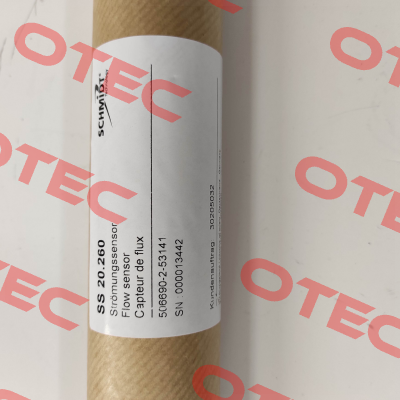 SCHMIDT
SS 20.260
Strömungssensor
Flow sensor
Capteur de flux
506690-2-53141
SN 000013442
Kundenauftrag 30205032
OTEC
OTEC
OTEC
OTEC
OTEC